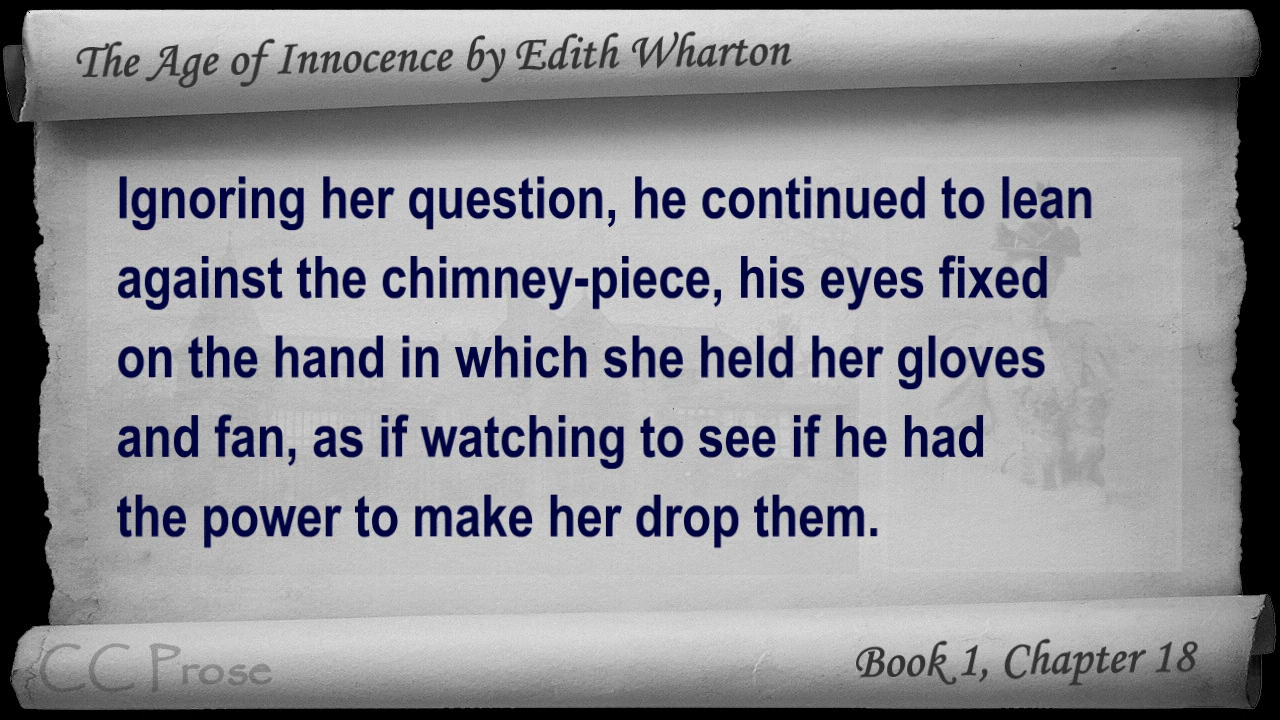 The Age of Innocence by Edith Wharton
Ignoring her question, he continued to lean
against the chimney-piece, his eyes fixed
on the hand in which she held her gloves
and fan, as if watching to see if he had
the power to make her drop them.
CC Prose
Book 1, Chapter 18